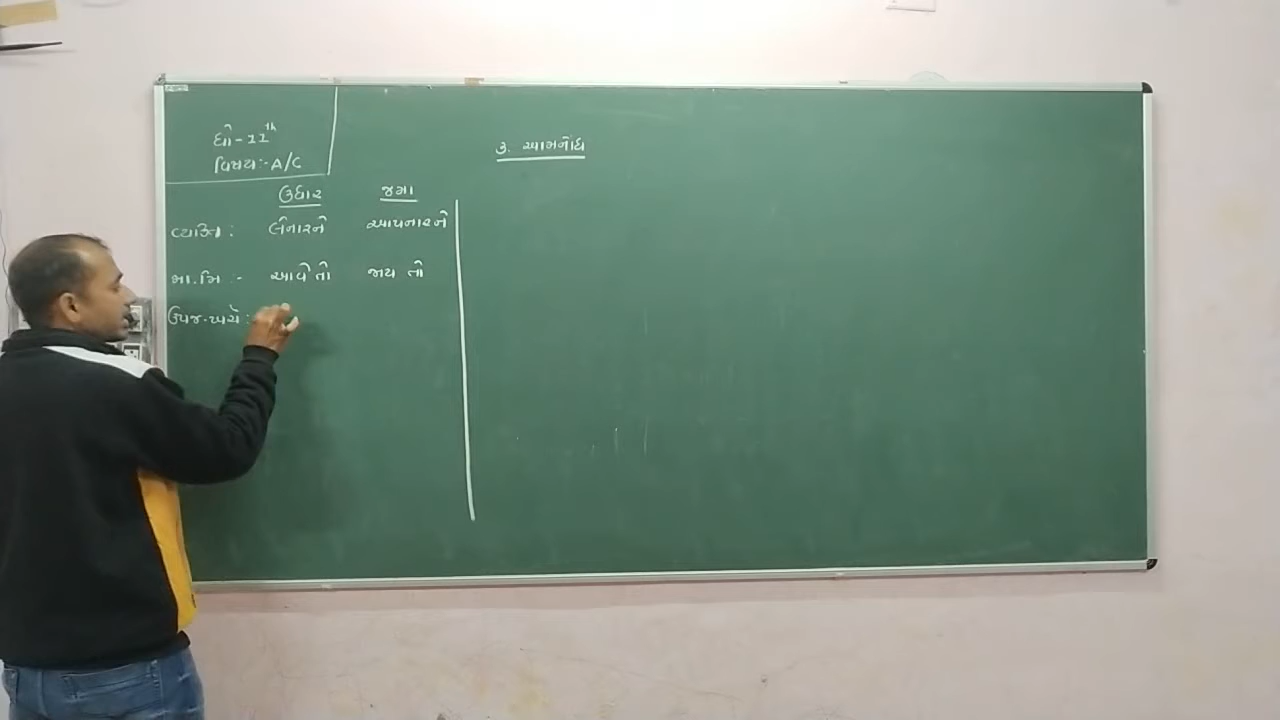 ધો-11th
વિષય:-A/C
3. આમનોંધ
ઉધાર જમા
વ્યક્તિ: લેનારને આપનારને
મા.મિ :- આવે તો જાય તો
ઉપજ-ખર્ચ: